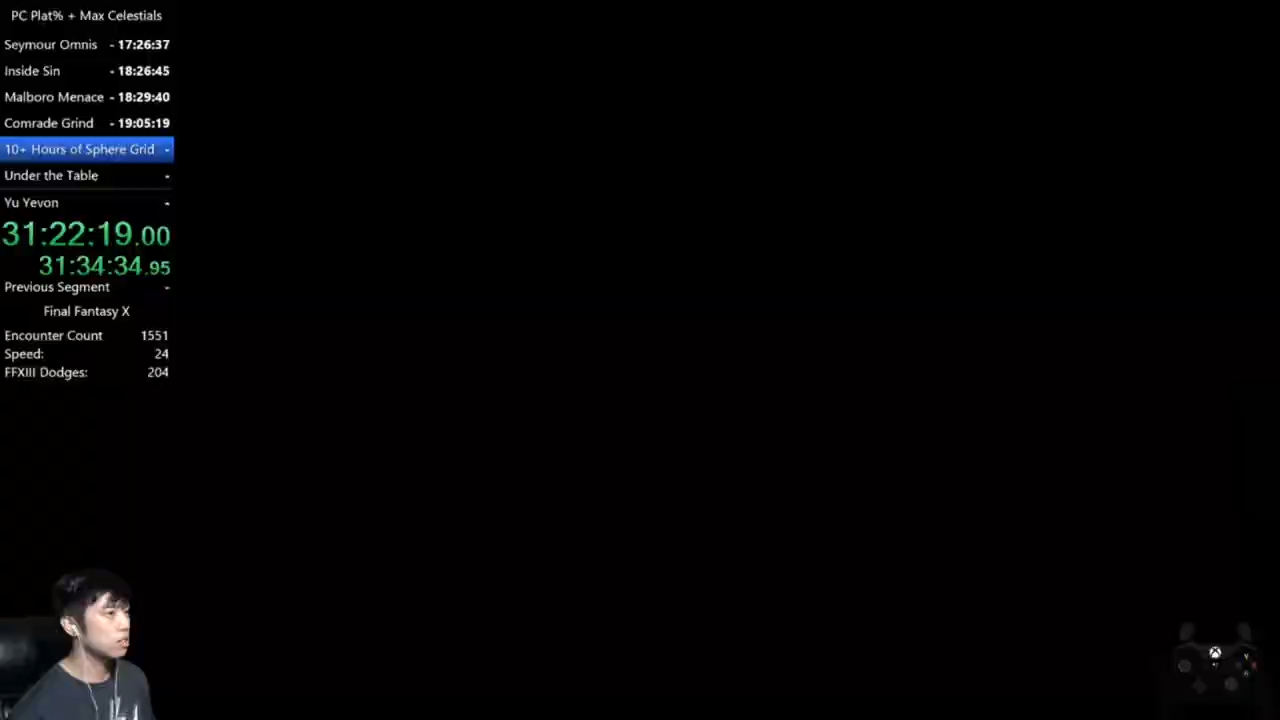 PC Plat% + Max Celestials
Seymour Omnis - 17:26:37
Inside Sin - 18:26:45
Malboro Menace - 18:29:40
Comrade Grind - 19:05:19
10+ Hours of Sphere Grid -
Under the Table -
Yu Yevon -
31:22:19.00
31:34:34.95
Previous Segment -
Final Fantasy X
Encounter Count 1551
Speed: 24
FFXIII Dodges: 204